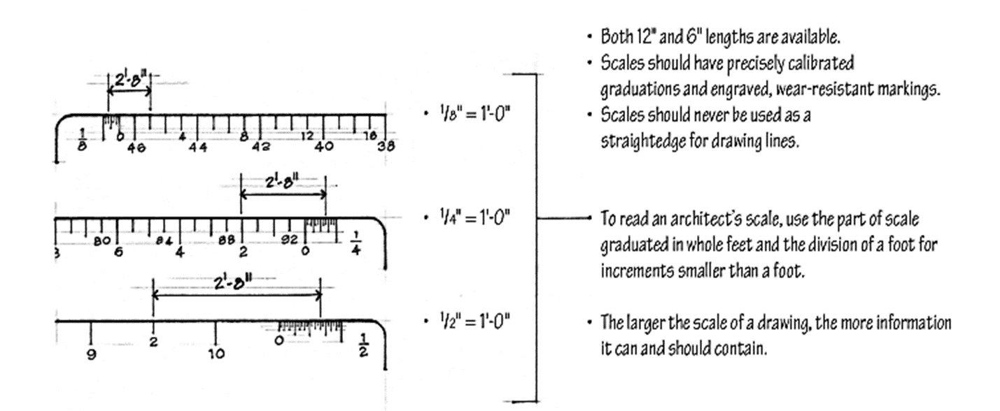 • Both 12" and 6" lengths are available.
• Scales should have precisely calibrated
graduations and engraved, wear-resistant markings.
• Scales should never be used as a
straightedge for drawing lines.
2'-8"
1/8 0 4 8 12 16
46 44 42 40 38
• 1/8" = 1'-0"
2'-8"
80 84 88 92 1/4
8 6 4 2 0
• 1/4" = 1'-0"
• To read an architect's scale, use the part of scale
graduated in whole feet and the division of a foot for
increments smaller than a foot.
2'-8"
9 2 10 0 1/2
• 1/2" = 1'-0"
• The larger the scale of a drawing, the more information
it can and should contain.